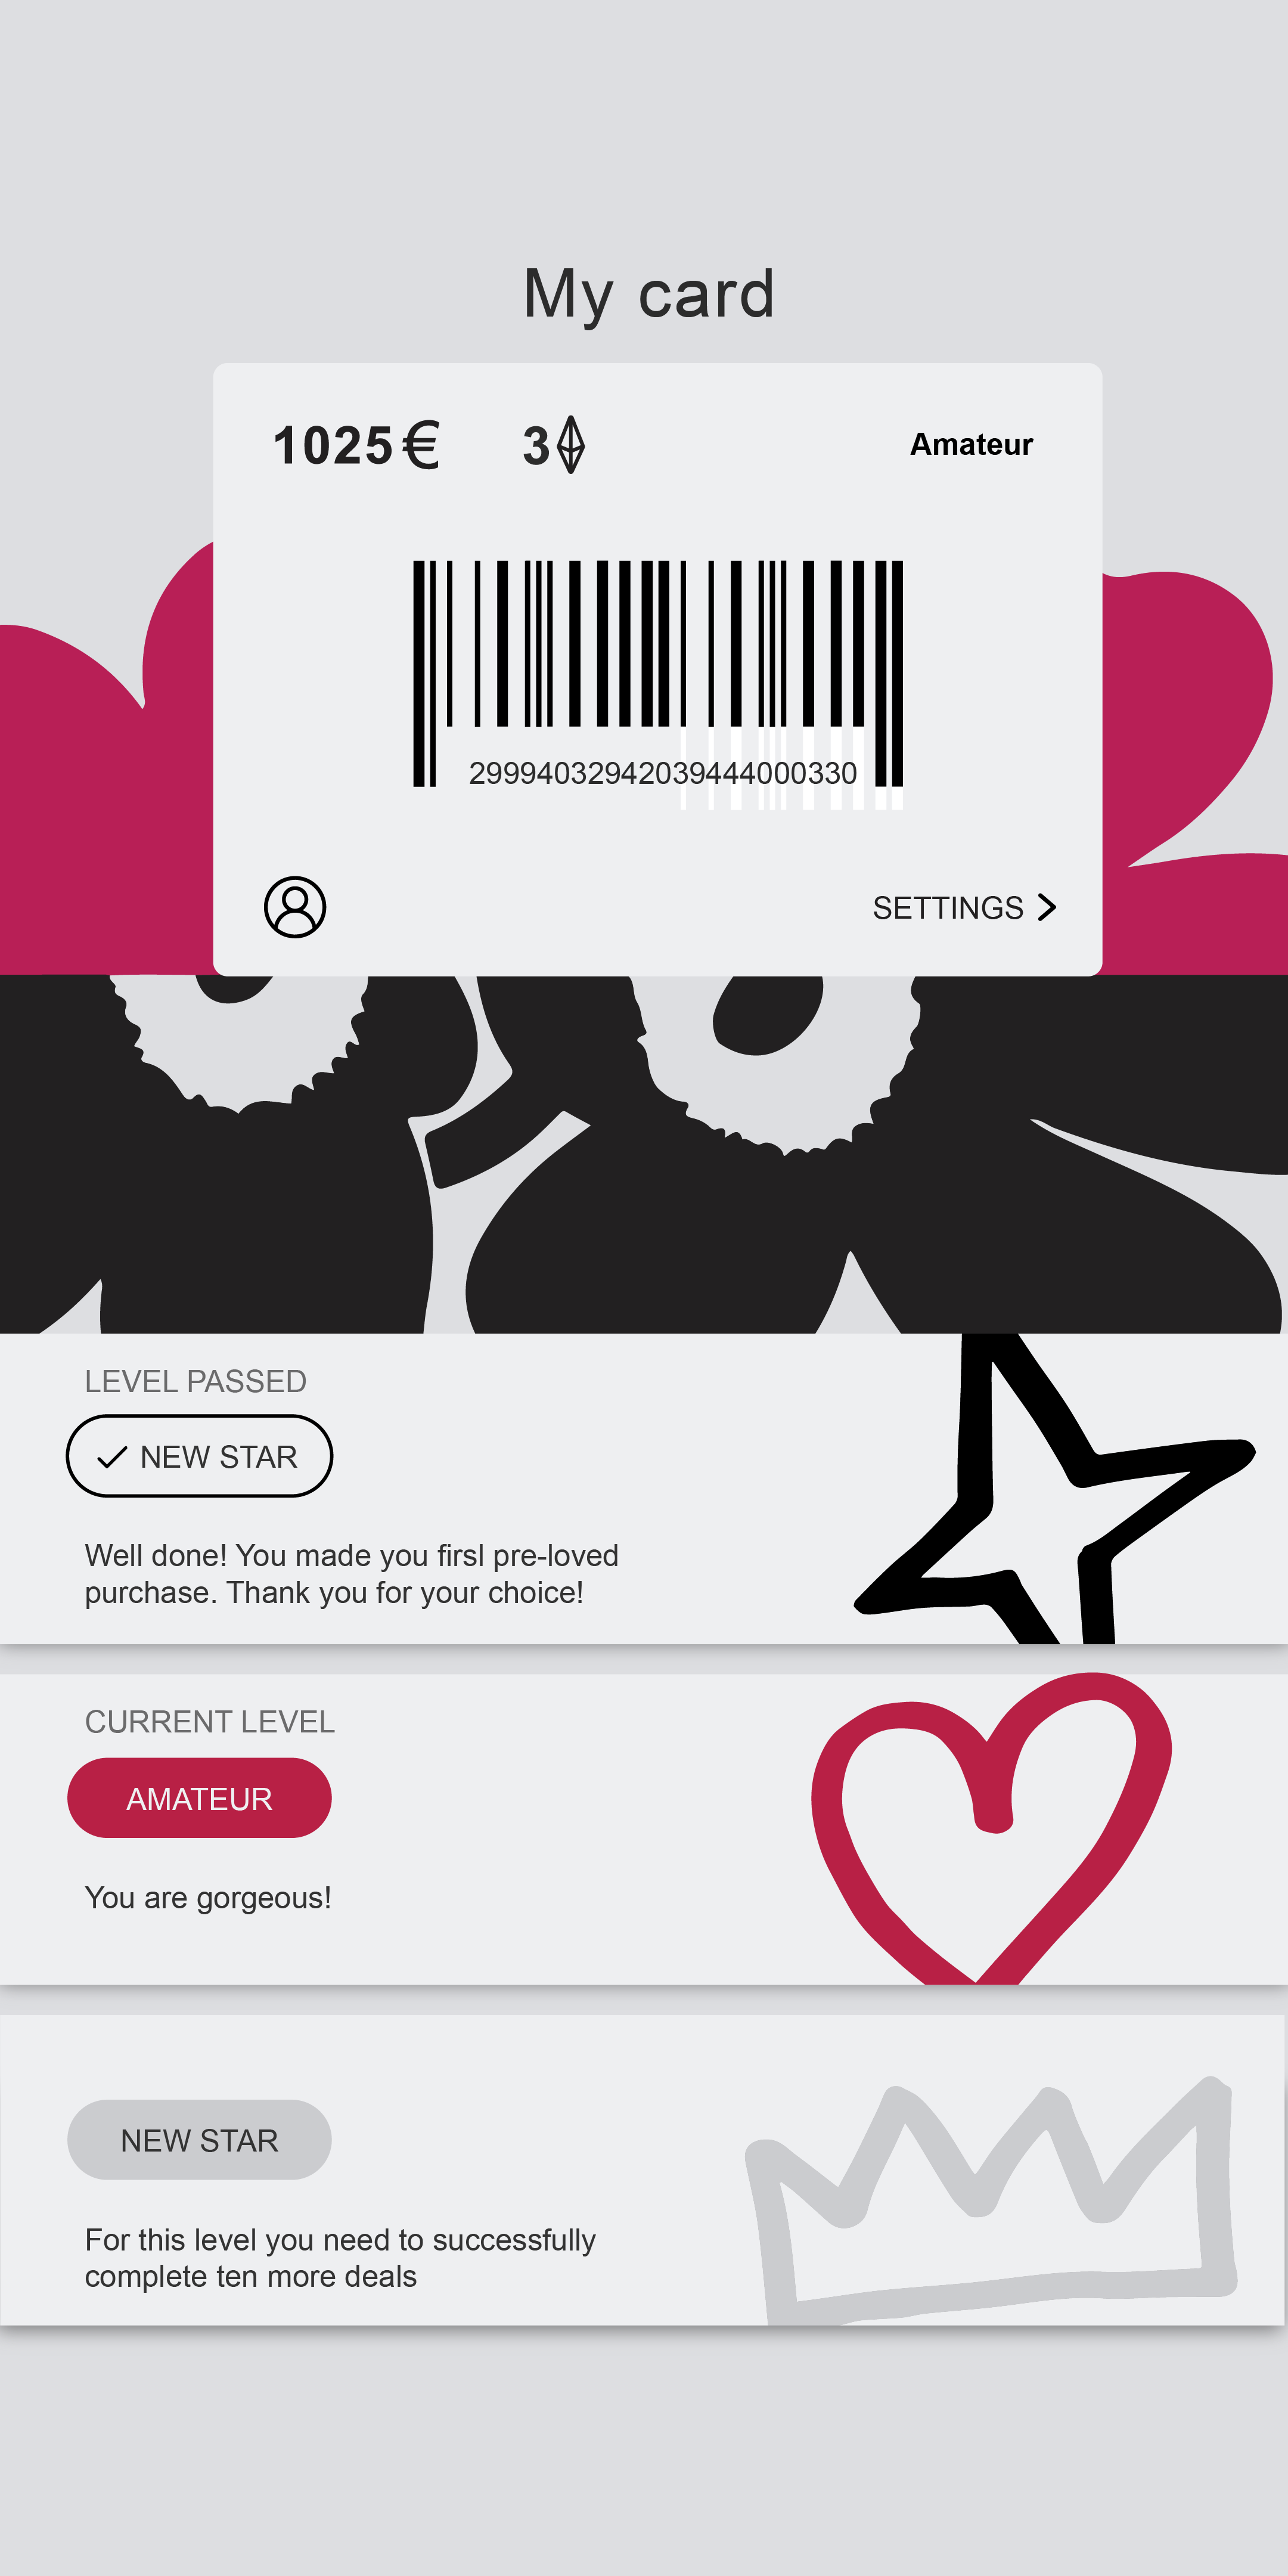 My card
1025 € 3 Amateur
29994032942039444000330
SETTINGS
LEVEL PASSED
NEW STAR
Well done! You made you firsl pre-loved
purchase. Thank you for your choice!
CURRENT LEVEL
AMATEUR
You are gorgeous!
NEW STAR
For this level you need to successfully
complete ten more deals